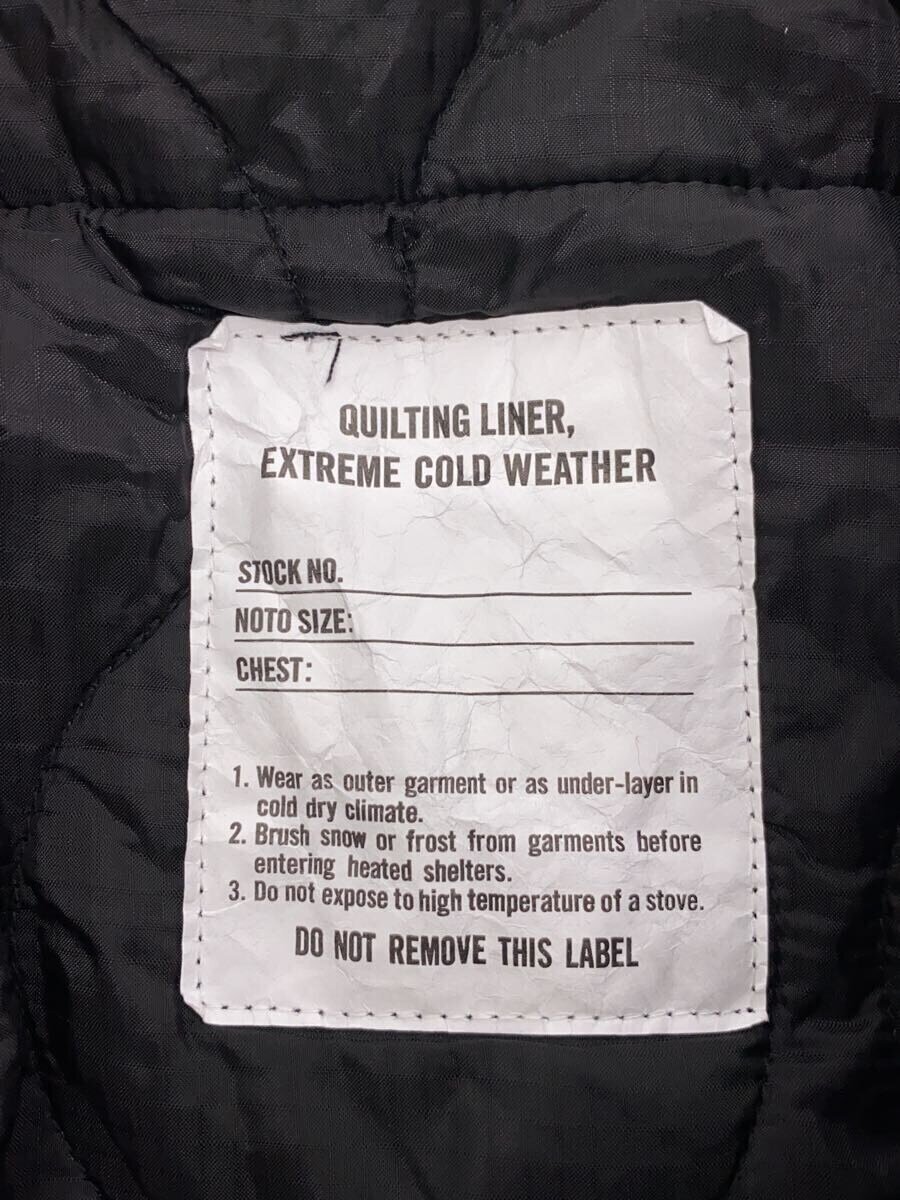 QUILTING LINER,
EXTREME COLD WEATHER
STOCK NO.
NOTO SIZE:
CHEST:
1. Wear as outer garment or as under-layer in
cold dry climate.
2. Brush snow or frost from garments before
entering heated shelters.
3. Do not expose to high temperature of a stove.
DO NOT REMOVE THIS LABEL